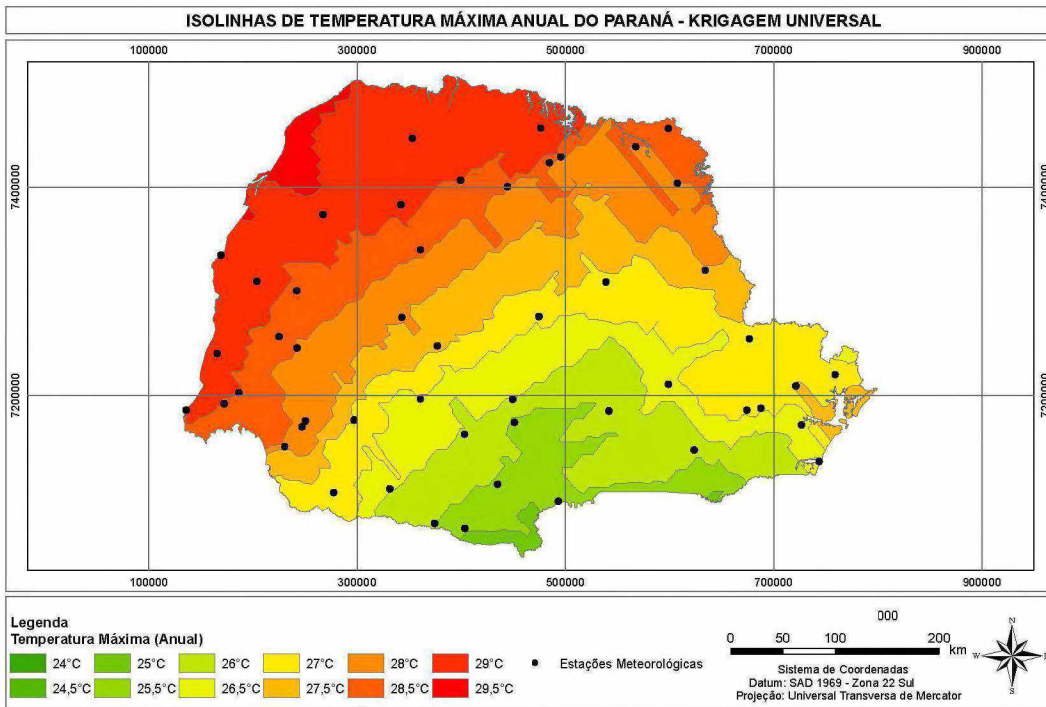 ISOLINHAS DE TEMPERATURA MÁXIMA ANUAL DO PARANÁ - KRIGAGEM UNIVERSAL
100000 300000 500000 700000 900000
7400000 7400000
7200000 7200000
100000 300000 500000 700000 900000
Legenda
Temperatura Máxima (Anual)
24°C 25°C 26°C 27°C 28°C 29°C
24,5°C 25,5°C 26,5°C 27,5°C 28,5°C 29,5°C
Estações Meteorológicas
000
0 50 100 200
km
Sistema de Coordenadas
Datum: SAD 1969 - Zona 22 Sul
Projeção: Universal Transversa de Mercator
N
W
S